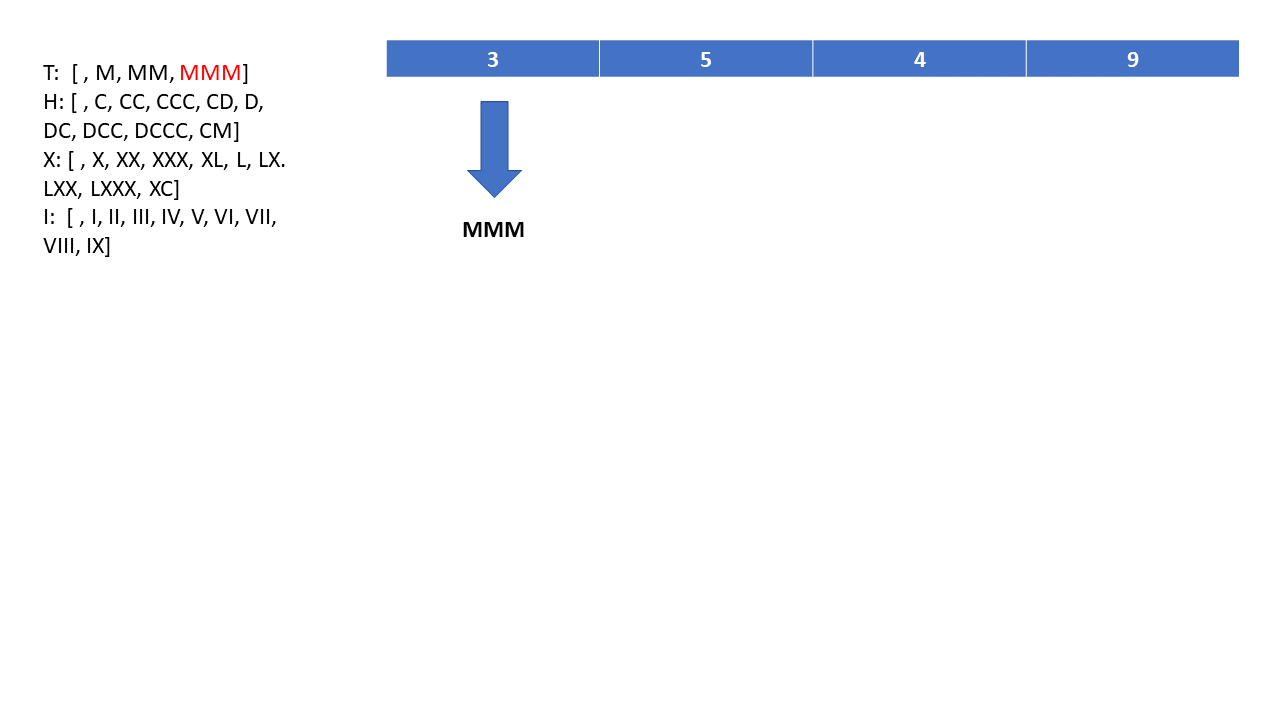 T:  [ , M, MM, MMM]
H: [ , C, CC, CCC, CD, D,
DC, DCC, DCCC, CM]
X: [ , X, XX, XXX, XL, L, LX.
LXX, LXXX, XC]
I:  [ , I, II, III, IV, V, VI, VII,
VIII, IX]
3 5 4 9
MMM